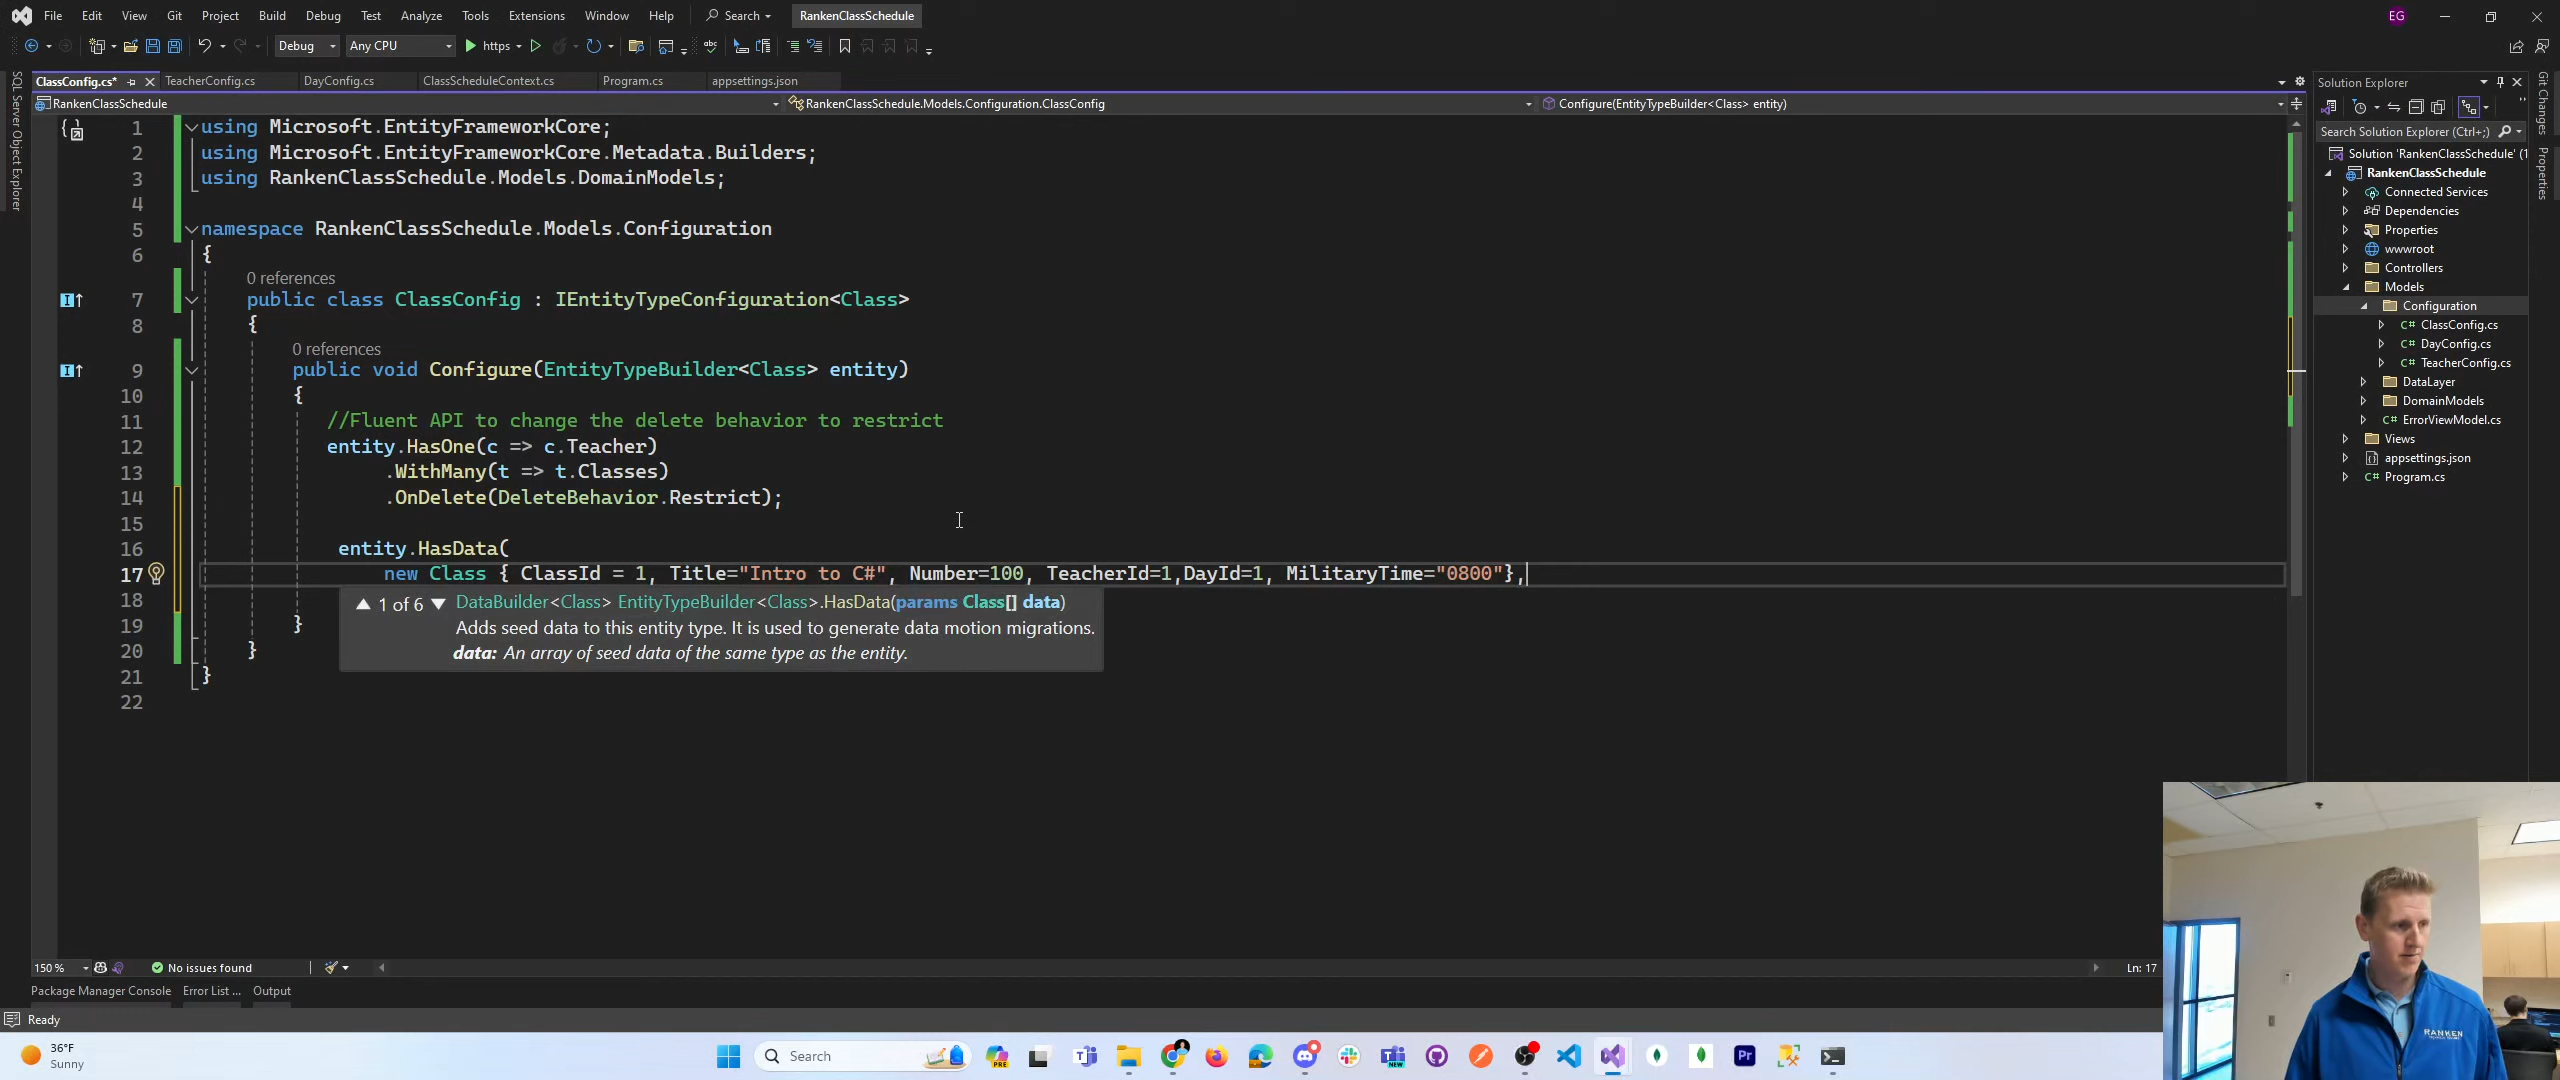 File Edit View Git Project Build Debug Test Analyze Tools Extensions Window Help Search RankenClassSchedule EG
Debug Any CPU https
ClassConfig.cs* TeacherConfig.cs DayConfig.cs ClassScheduleContext.cs Program.cs appsettings.json
RankenClassSchedule RankenClassSchedule.Models.Configuration.ClassConfig Configure(EntityTypeBuilder<Class> entity)
SQL Server Object Explorer
1 using Microsoft.EntityFrameworkCore;
2 using Microsoft.EntityFrameworkCore.Metadata.Builders;
3 using RankenClassSchedule.Models.DomainModels;
4
5 namespace RankenClassSchedule.Models.Configuration
6 {
0 references
7 public class ClassConfig : IEntityTypeConfiguration<Class>
8 {
0 references
9 public void Configure(EntityTypeBuilder<Class> entity)
10 {
11 //Fluent API to change the delete behavior to restrict
12 entity.HasOne(c => c.Teacher)
13 .WithMany(t => t.Classes)
14 .OnDelete(DeleteBehavior.Restrict);
15
16 entity.HasData(
17 new Class { ClassId = 1, Title="Intro to C#", Number=100, TeacherId=1,DayId=1, MilitaryTime="0800"},
18 1 of 6 DataBuilder<Class> EntityTypeBuilder<Class>.HasData(params Class[] data)
19 } Adds seed data to this entity type. It is used to generate data motion migrations.
20 } data: An array of seed data of the same type as the entity.
21 }
22
150 % No issues found Ln: 17
Package Manager Console Error List ... Output
Ready
Solution Explorer
Search Solution Explorer (Ctrl+;)
Solution 'RankenClassSchedule' (1
RankenClassSchedule
Connected Services
Dependencies
Properties
wwwroot
Controllers
Models
Configuration
ClassConfig.cs
DayConfig.cs
TeacherConfig.cs
DataLayer
DomainModels
ErrorViewModel.cs
Views
appsettings.json
Program.cs
Git Changes
Properties
RANKEN
36°F
Sunny
Search
PRE
NEW
Pr